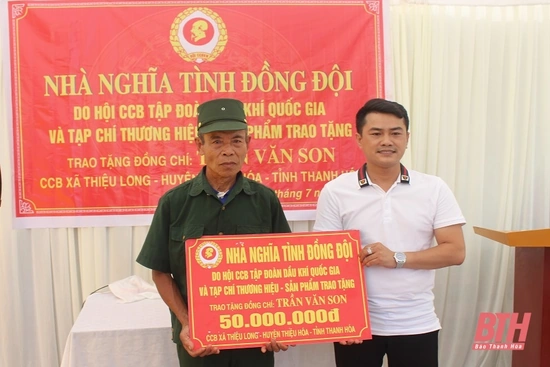 NHÀ NGHĨA TÌNH ĐỒNG ĐỘI
DO HỘI CCB TẬP ĐOÀN KHÍ QUỐC GIA
VÀ TẠP CHÍ THƯƠNG HIỆU PHẨM TRAO TẶNG
TRAO TẶNG ĐỒNG CHÍ: VĂN SON
CCB XÃ THIỆU LONG - HUYỆN THIỆU HÓA - TỈNH THANH
tháng 7
NHÀ NGHĨA TÌNH ĐỒNG ĐỘI
DO HỘI CCB TẬP ĐOÀN DẦU KHÍ QUỐC GIA
VÀ TẠP CHÍ THƯƠNG HIỆU - SẢN PHẨM TRAO TẶNG
TRAO TẶNG ĐỒNG CHÍ: TRẦN VĂN SON
50.000.000đ
CCB XÃ THIỆU LONG - HUYỆN THIỆU HÓA - TỈNH THANH HÓA
BTH
Báo Thanh Hóa